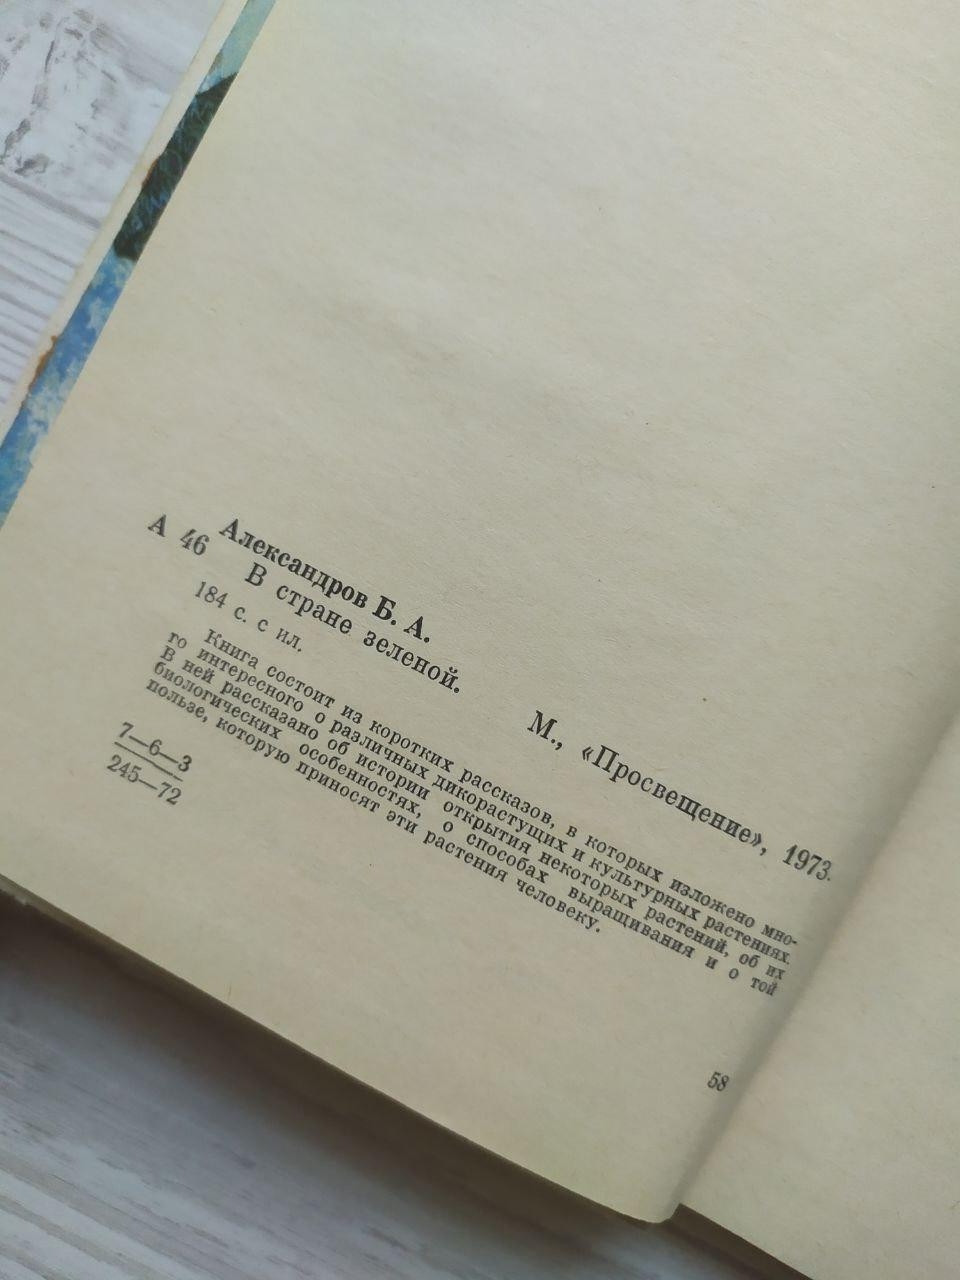 Александров Б. А.
А 46 В стране зеленой. М., «Просвещение», 1973.
184 с. с ил.
Книга состоит из коротких рассказов, в которых изложено мно-
го интересного о различных дикорастущих и культурных растениях.
В ней рассказано об истории открытия некоторых растений, об их
биологических особенностях, о способах выращивания и о той
пользе, которую приносят эти растения человеку.
7—6—3
245—72
58